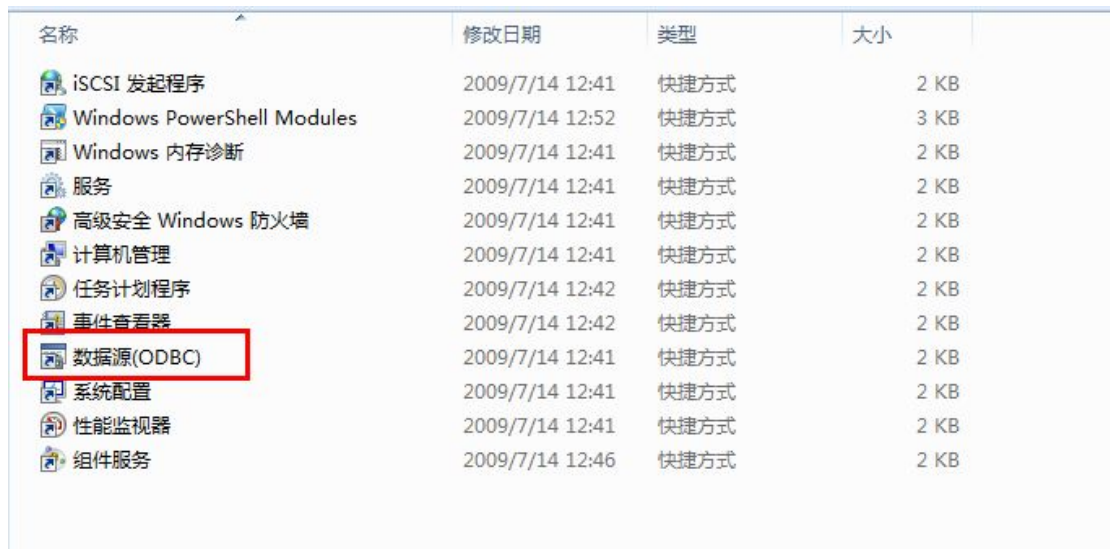 名称 修改日期 类型 大小
iSCSI 发起程序 2009/7/14 12:41 快捷方式 2 KB
Windows PowerShell Modules 2009/7/14 12:52 快捷方式 3 KB
Windows 内存诊断 2009/7/14 12:41 快捷方式 2 KB
服务 2009/7/14 12:41 快捷方式 2 KB
高级安全 Windows 防火墙 2009/7/14 12:41 快捷方式 2 KB
计算机管理 2009/7/14 12:41 快捷方式 2 KB
任务计划程序 2009/7/14 12:42 快捷方式 2 KB
事件查看器 2009/7/14 12:42 快捷方式 2 KB
数据源(ODBC) 2009/7/14 12:41 快捷方式 2 KB
系统配置 2009/7/14 12:41 快捷方式 2 KB
性能监视器 2009/7/14 12:41 快捷方式 2 KB
组件服务 2009/7/14 12:46 快捷方式 2 KB